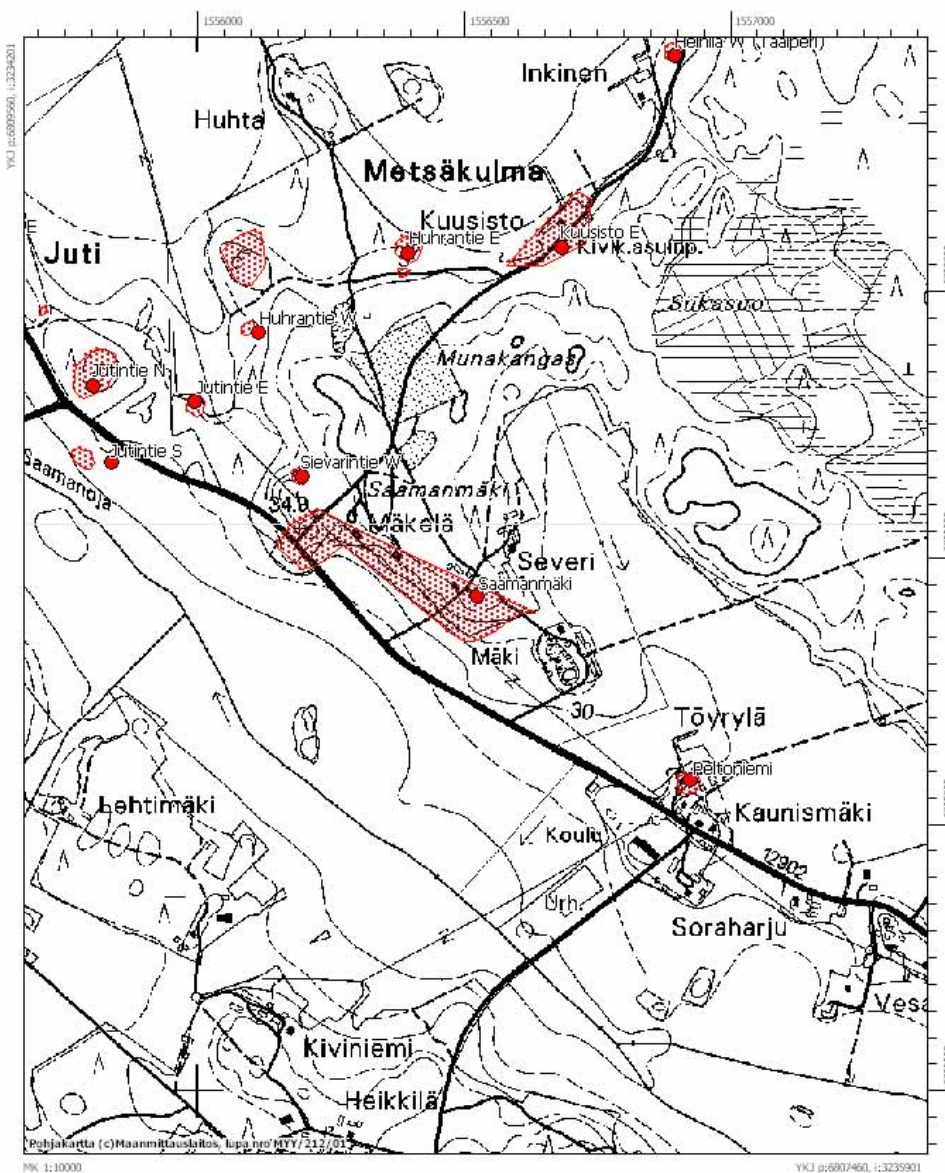 1556000
1556500
1557000
YKJ p:6809560, i:3234201
Heinilä W (Taaperi)
Inkinen
Huhta
Metsäkulma
Kuusisto
Huhrantie E
Kuusisto E
Kivik.asuinp.
Juti
E
Sukasuo
Huhrantie W
Munakangas
Jutintie N
Jutintie E
Jutintie S
Saamanoja
Sievarintie W
Saamanmäki
34.9
Mäkelä
Severi
Saamanmäki
Mäki
30
Töyrylä
Peltoniemi
Lehtimäki
Kaunismäki
Koulu
12902
Urh.
Soraharju
Vesa
Kiviniemi
Heikkilä
Pohjakartta (c)Maanmittauslaitos, lupa nro MYY/212/01
MK 1:10000
YKJ p:6807460, i:3235901